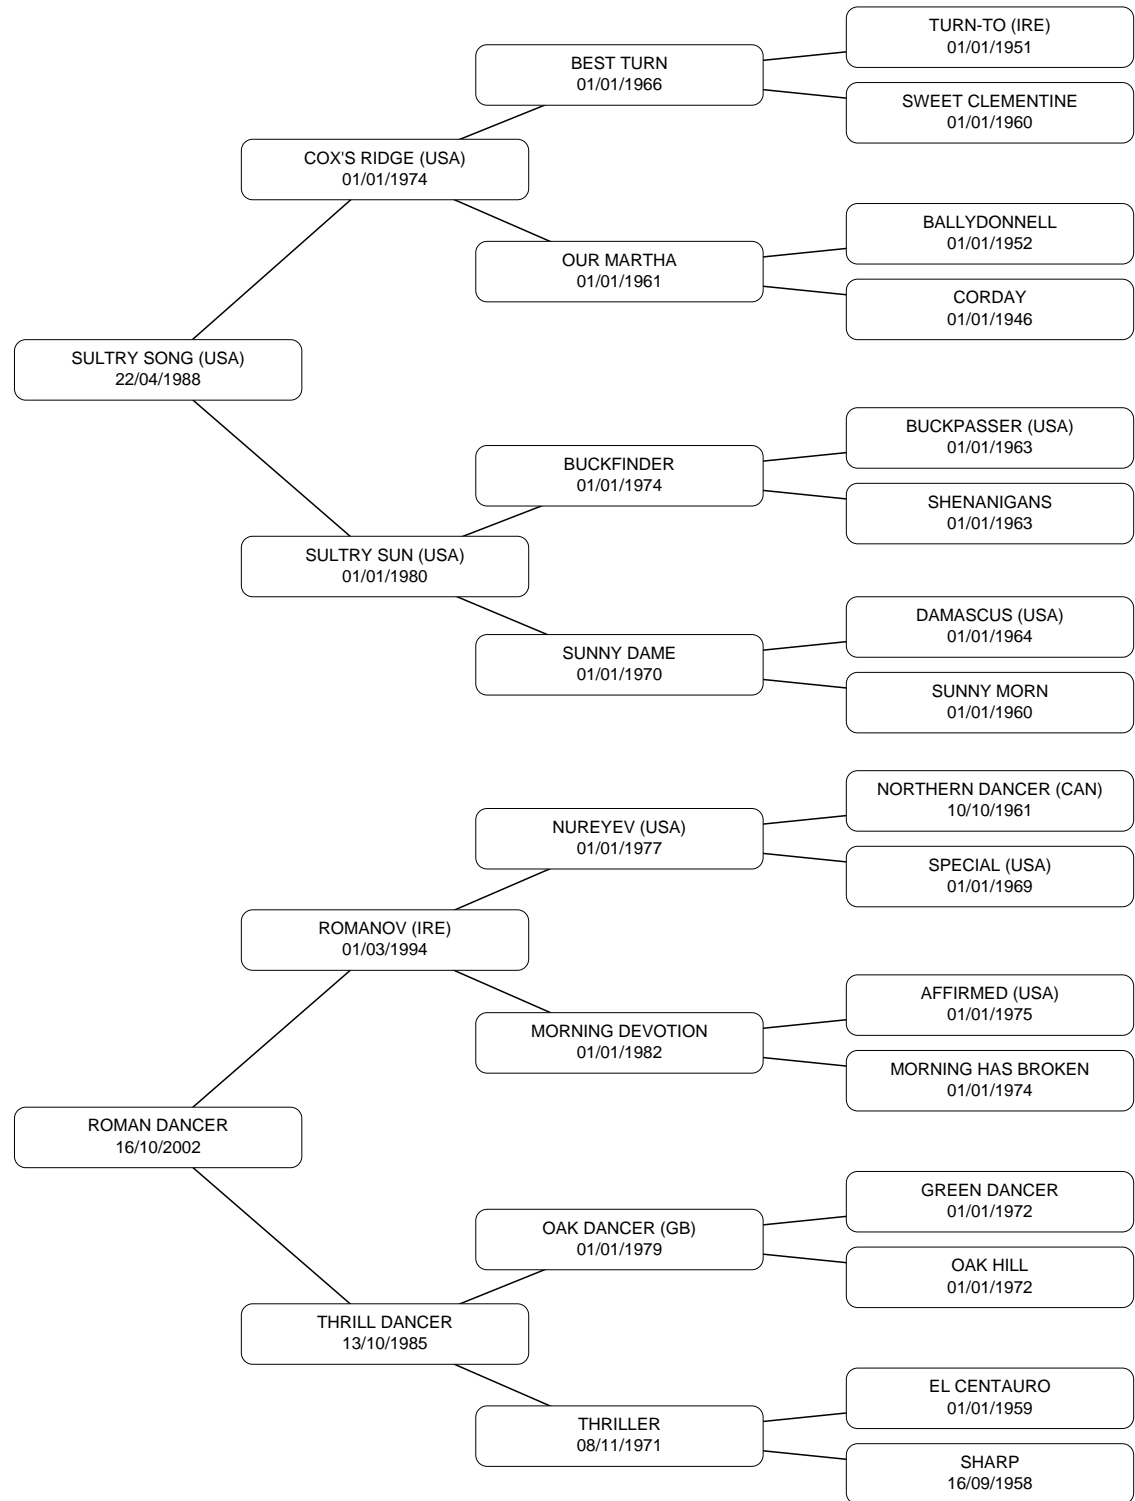 TURN-TO (IRE)
01/01/1951
BEST TURN
01/01/1966
SWEET CLEMENTINE
01/01/1960
COX'S RIDGE (USA)
01/01/1974
BALLYDONNELL
01/01/1952
OUR MARTHA
01/01/1961
CORDAY
01/01/1946
SULTRY SONG (USA)
22/04/1988
BUCKPASSER (USA)
01/01/1963
BUCKFINDER
01/01/1974
SHENANIGANS
01/01/1963
SULTRY SUN (USA)
01/01/1980
DAMASCUS (USA)
01/01/1964
SUNNY DAME
01/01/1970
SUNNY MORN
01/01/1960
NORTHERN DANCER (CAN)
10/10/1961
NUREYEV (USA)
01/01/1977
SPECIAL (USA)
01/01/1969
ROMANOV (IRE)
01/03/1994
AFFIRMED (USA)
01/01/1975
MORNING DEVOTION
01/01/1982
MORNING HAS BROKEN
01/01/1974
ROMAN DANCER
16/10/2002
GREEN DANCER
01/01/1972
OAK DANCER (GB)
01/01/1979
OAK HILL
01/01/1972
THRILL DANCER
13/10/1985
EL CENTAURO
01/01/1959
THRILLER
08/11/1971
SHARP
16/09/1958